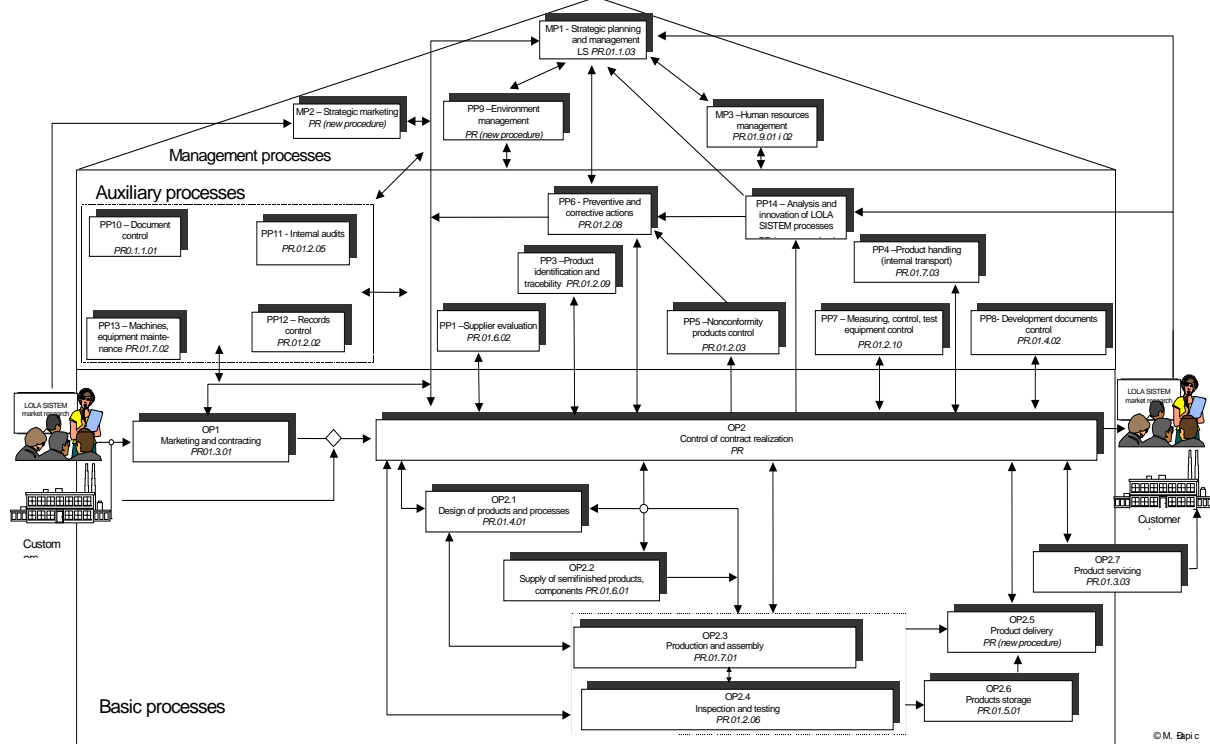 MP1 - Strategic planning
and management
LS PR.01.1.03
MP2 – Strategic marketing
PR (new procedure)
PP9 –Environment
management
PR (new procedure)
MP3 –Human resources
management
PR.01.9.01 i 02
Management processes
Auxiliary processes
PP10 – Document
control
PR0.1.1.01
PP11 - Internal audits
PR.01.2.05
PP6 - Preventive and
corrective actions
PR.01.2.08
PP14 – Analysis and
innovation of LOLA
SISTEM processes
PP3 –Product
identification and
tracebility PR.01.2.09
PP4 –Product handling
(internal transport)
PR.01.7.03
PP13 – Machines,
equipment mainte-
nance PR.01.7.02
PP12 – Records
control
PR.01.2.02
PP1 –Supplier evaluation
PR.01.6.02
PP5 –Nonconformity
products control
PR.01.2.03
PP7 – Measuring, control, test
equipment control
PR.01.2.10
PP8- Development documents
control
PR.01.4.02
LOLA SISTEM
market research
LOLA SISTEM
market research
OP1
Marketing and contracting
PR01.3.01
OP2
Control of contract realization
PR
OP2.1
Design of products and processes
PR.01.4.01
Custom
ers
Customer
OP2.2
Supply of semifinished products,
components PR.01.6.01
OP2.7
Product servicing
PR.01.3.03
OP2.3
Production and assembly
PR.01.7.01
OP2.5
Product delivery
PR (new procedure)
OP2.4
Inspection and testing
PR.01.2.06
OP2.6
Products storage
PR.01.5.01
Basic processes
© M.